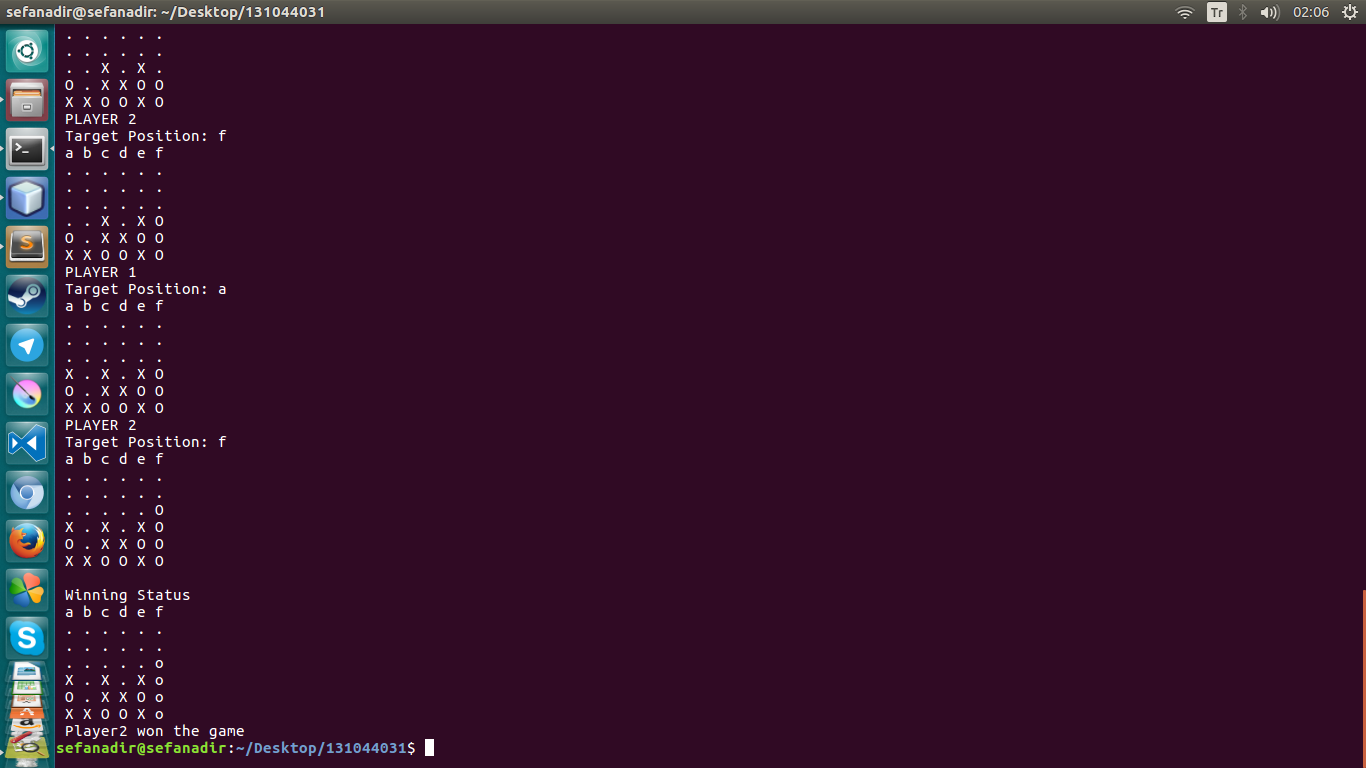 sefanadir@sefanadir: ~/Desktop/131044031
Tr
02:06
. . . . . .
. . . . . .
. . X . X .
O . X X O O
X X O O X O
PLAYER 2
Target Position: f
a b c d e f
. . . . . .
. . . . . .
. . . . . .
. . X . X O
O . X X O O
X X O O X O
PLAYER 1
Target Position: a
a b c d e f
. . . . . .
. . . . . .
. . . . . .
X . X . X O
O . X X O O
X X O O X O
PLAYER 2
Target Position: f
a b c d e f
. . . . . .
. . . . . .
. . . . . O
X . X . X O
O . X X O O
X X O O X O
Winning Status
a b c d e f
. . . . . .
. . . . . .
. . . . . o
X . X . X o
O . X X O o
X X O O X o
Player2 won the game
sefanadir@sefanadir:~/Desktop/131044031$